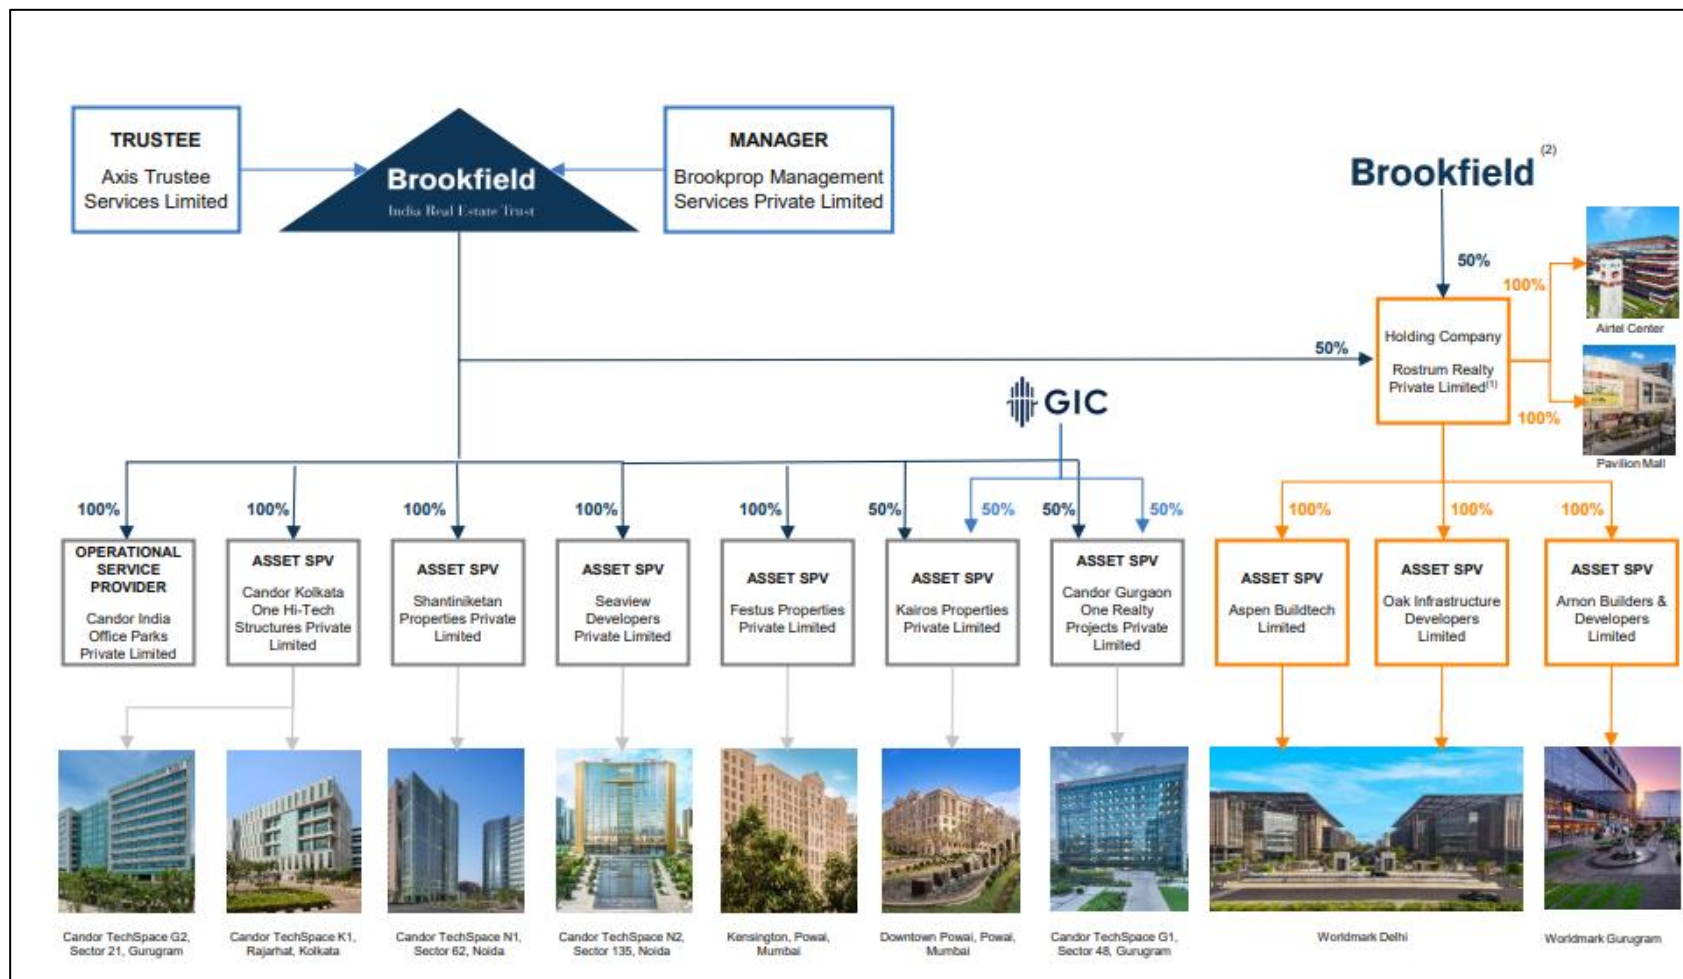 TRUSTEE
Axis Trustee
Services Limited
Brookfield
India Real Estate Trust
MANAGER
Brookprop Management
Services Private Limited
Brookfield (2)
50%
100%
Airtel Center
Holding Company
Rostrum Realty
Private Limited(1)
50%
100%
Pavilion Mall
GIC
100%
100%
100%
100%
100%
50%
50%
50%
50%
100%
100%
100%
OPERATIONAL
SERVICE
PROVIDER
Candor India
Office Parks
Private Limited
ASSET SPV
Candor Kolkata
One Hi-Tech
Structures Private
Limited
ASSET SPV
Shantiniketan
Properties Private
Limited
ASSET SPV
Seaview
Developers
Private Limited
ASSET SPV
Festus Properties
Private Limited
ASSET SPV
Kairos Properties
Private Limited
ASSET SPV
Candor Gurgaon
One Realty
Projects Private
Limited
ASSET SPV
Aspen Buildtech
Limited
ASSET SPV
Oak Infrastructure
Developers
Limited
ASSET SPV
Arnon Builders &
Developers
Limited
Candor TechSpace G2,
Sector 21, Gurugram
Candor TechSpace K1,
Rajarhat, Kolkata
Candor TechSpace N1,
Sector 62, Noida
Candor TechSpace N2,
Sector 135, Noida
Kensington, Powai,
Mumbai
Downtown Powai, Powai,
Mumbai
Candor TechSpace G1,
Sector 48, Gurugram
Worldmark Delhi
Worldmark Gurugram